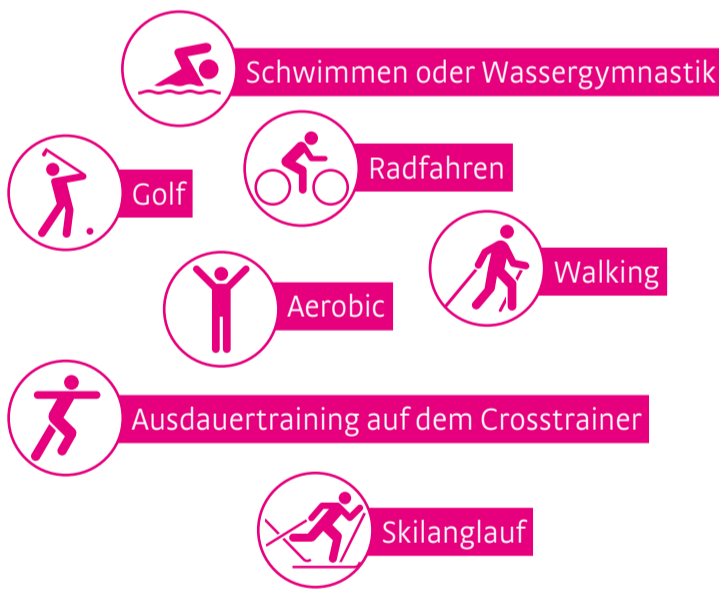 Schwimmen oder Wassergymnastik
Radfahren
Golf
Walking
Aerobic
Ausdauertraining auf dem Crosstrainer
Skilanglauf